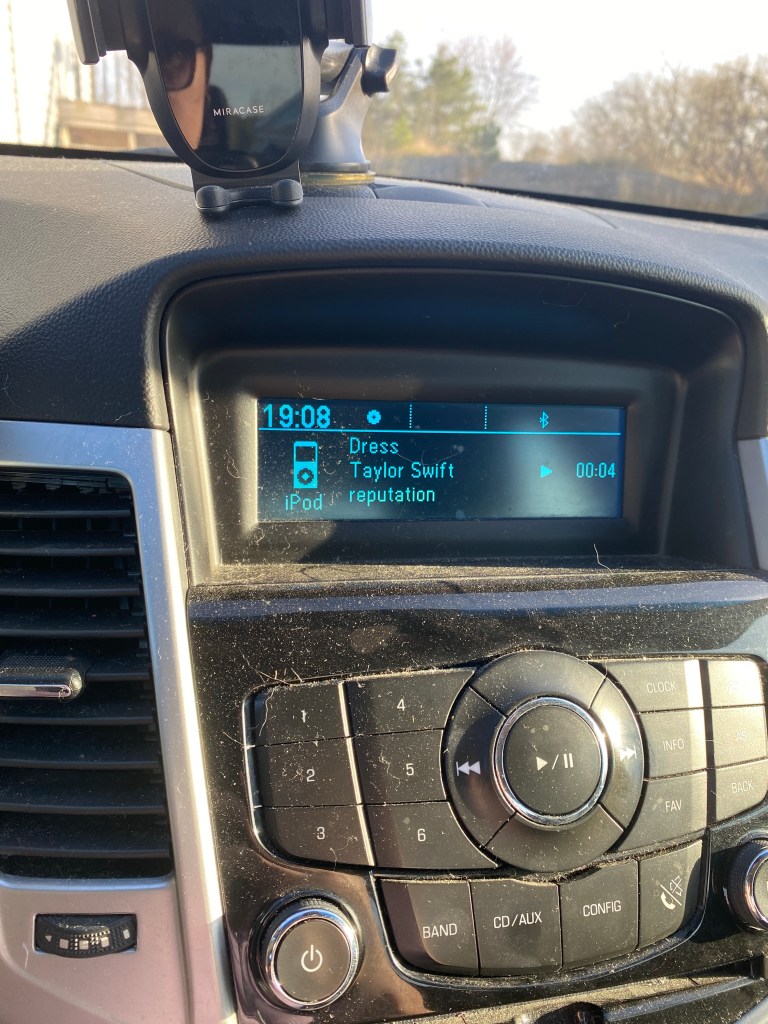 MIRACASE
19:08
Dress
Taylor Swift
00:04
iPod
reputation
1
4
CLOCK
2
5
INFO
3
6
FAV
BACK
BAND
CD/AUX
CONFIG